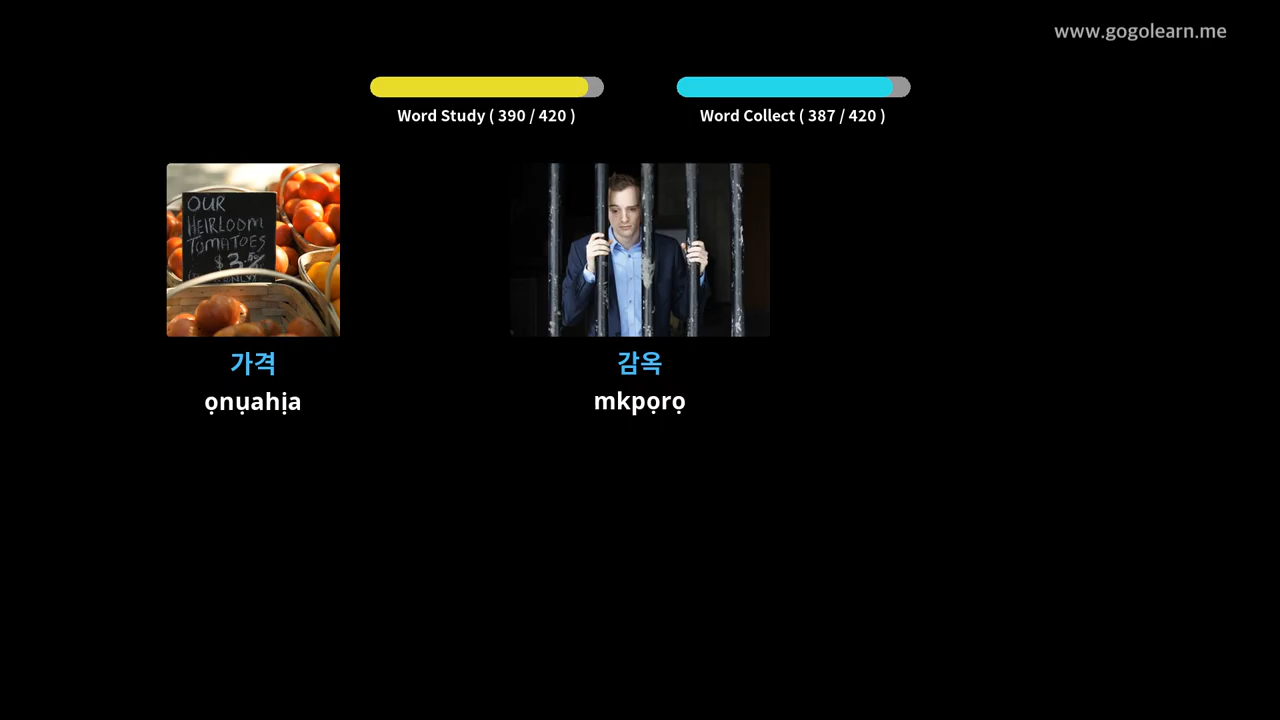 www.gogolearn.me
Word Study ( 390 / 420 )
Word Collect ( 387 / 420 )
OUR
HEIRLOOM
TOMATOES
가격
ọnụahịa
감옥
mkpọrọ